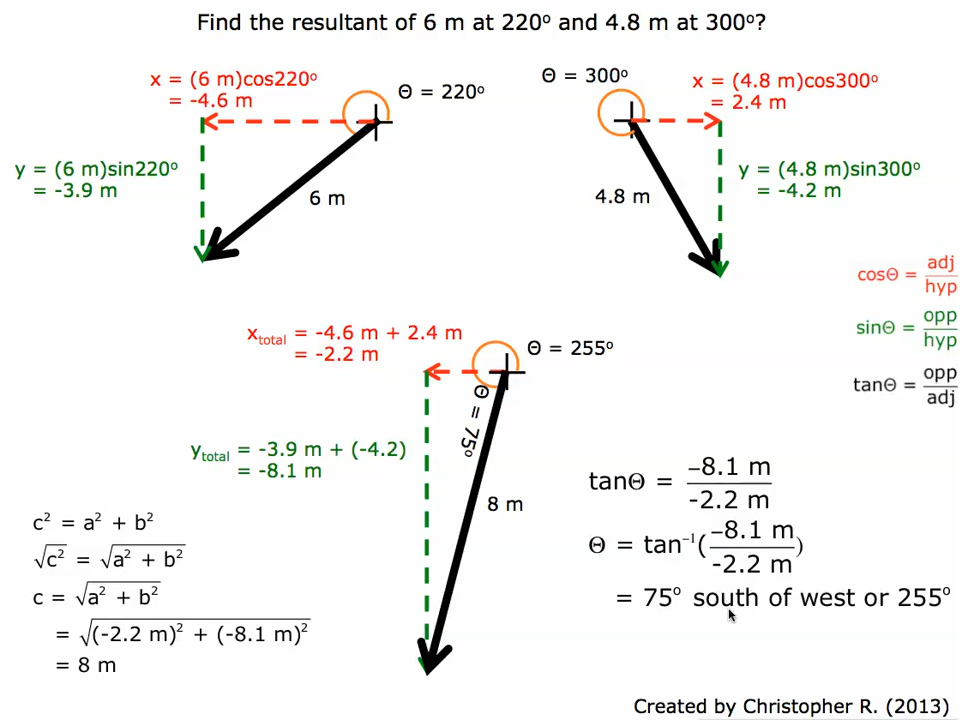 Find the resultant of 6 m at 220° and 4.8 m at 300°?
x = (6 m)cos220°
= -4.6 m
Θ = 220°
y = (6 m)sin220°
= -3.9 m
6 m
Θ = 300°
x = (4.8 m)cos300°
= 2.4 m
4.8 m
y = (4.8 m)sin300°
= -4.2 m
cosΘ = adj/hyp
sinΘ = opp/hyp
tanΘ = opp/adj
x_total = -4.6 m + 2.4 m
= -2.2 m
Θ = 255°
Θ = 75°
y_total = -3.9 m + (-4.2)
= -8.1 m
8 m
c² = a² + b²
√c² = √a² + b²
c = √a² + b²
= √(-2.2 m)² + (-8.1 m)²
= 8 m
tanΘ = –8.1 m/-2.2 m
Θ = tan⁻¹(–8.1 m/-2.2 m)
= 75° south of west or 255°
Created by Christopher R. (2013)